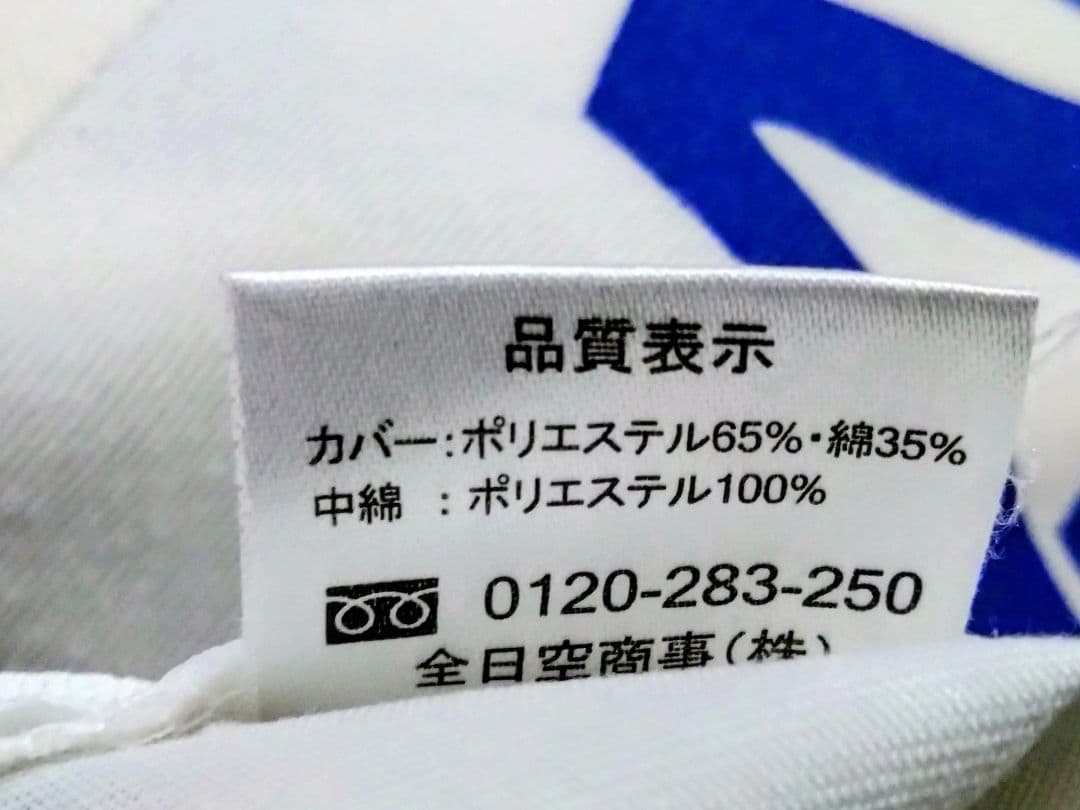 品質表示
カバー:ポリエステル65%・綿35%
中綿 :ポリエステル100%
0120-283-250
全日空商事(株)